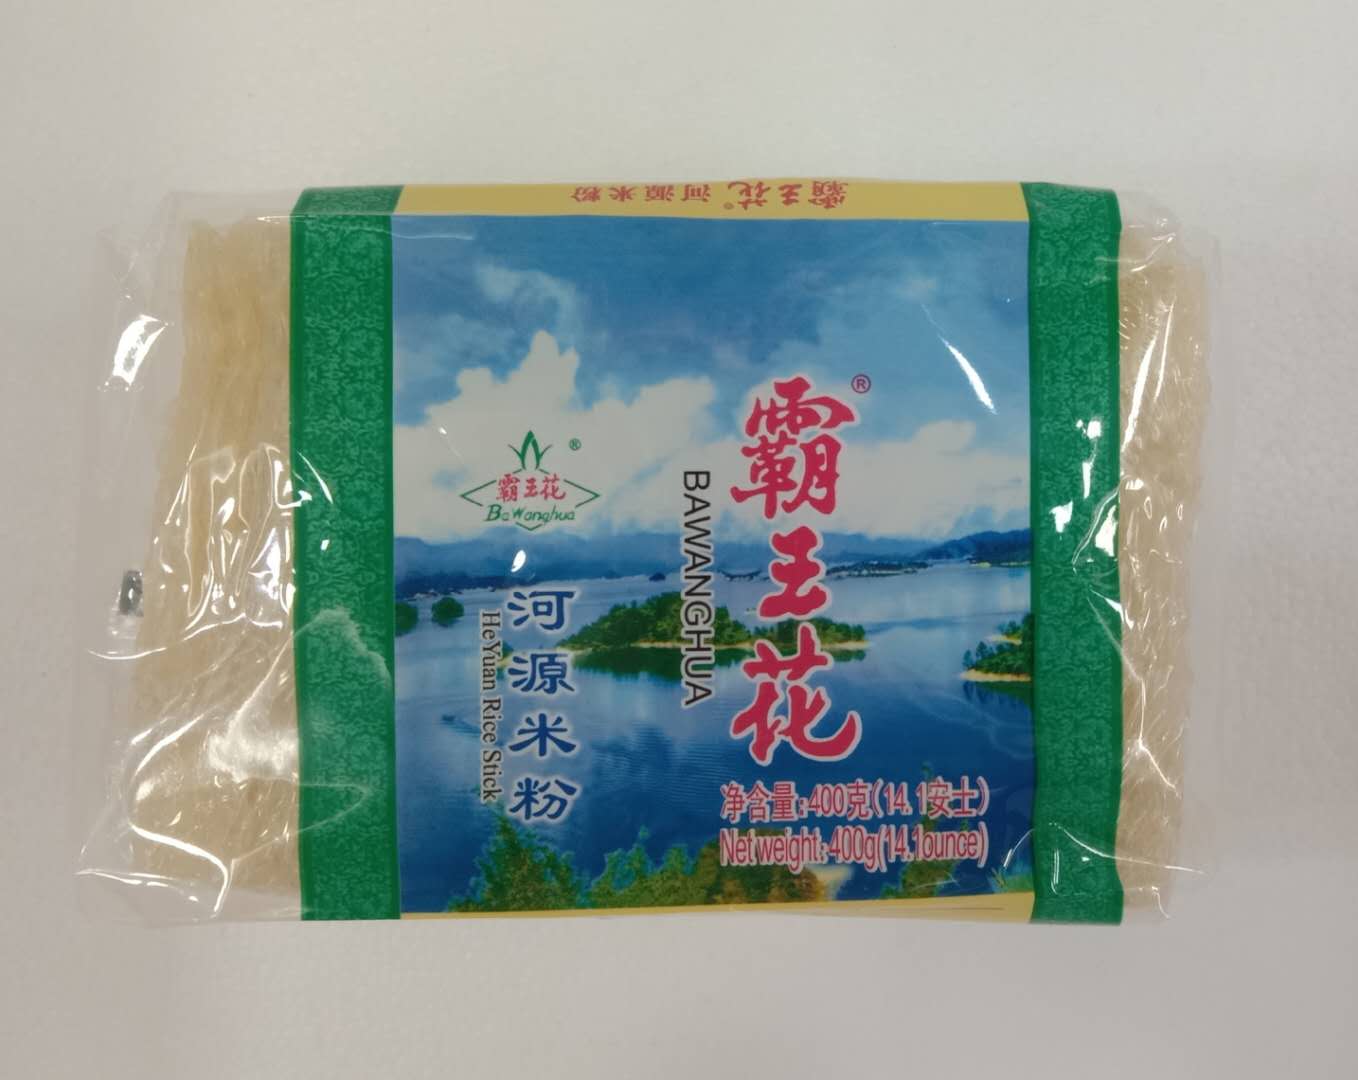 霸王花®河源米粉
霸王花®
BAWANGHUA
®
霸王花
BaWanghua
河源米粉
HeYuan Rice Stick
净含量:400克(14.1安士)
Net weight:400g(14.1ounce)